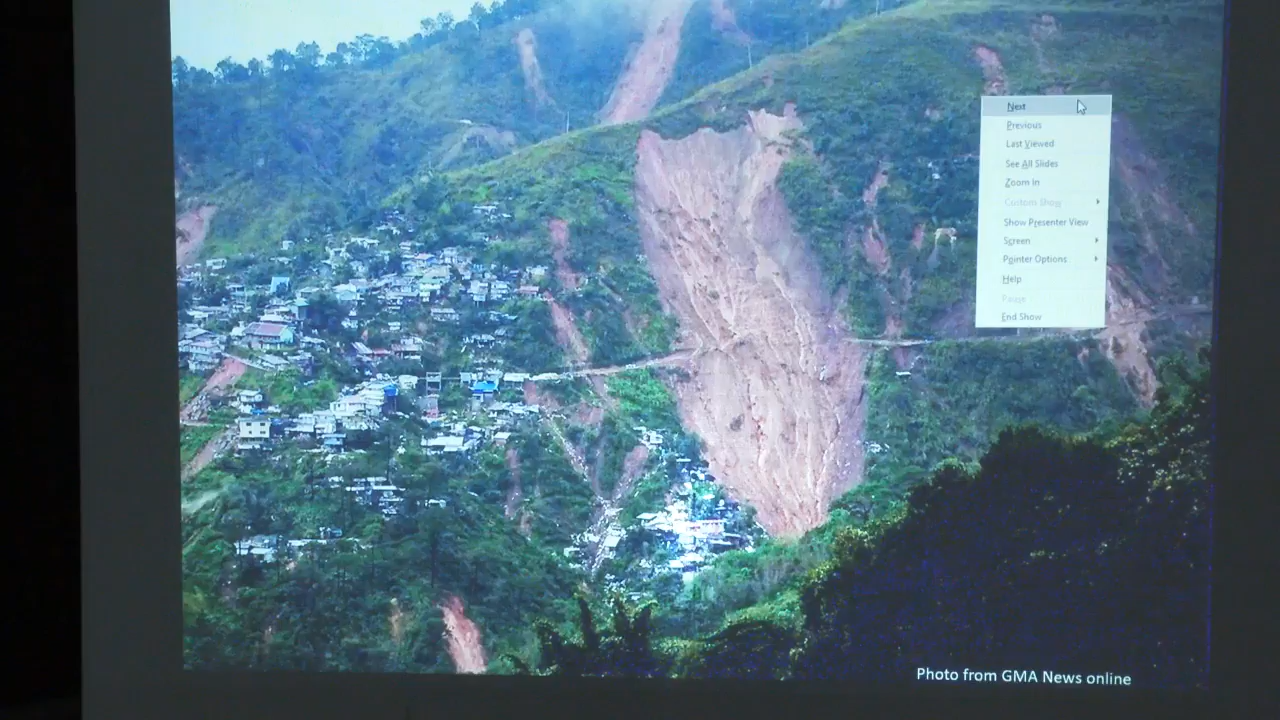 Next
Previous
Last Viewed
See All Slides
Zoom In
Custom Show
Show Presenter View
Screen
Pointer Options
Help
Pause
End Show
Photo from GMA News online